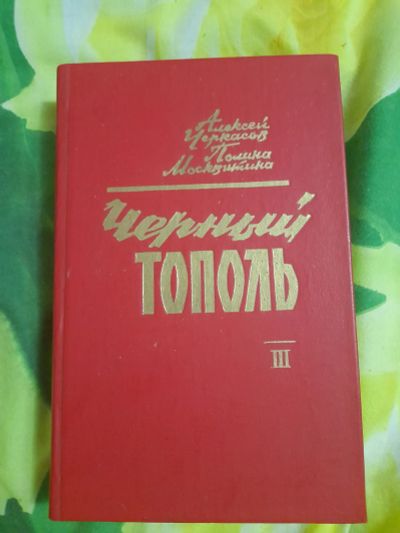 Алексей
Черкасов
Полина
Москвитина
Черный
ТОПОЛЬ
III